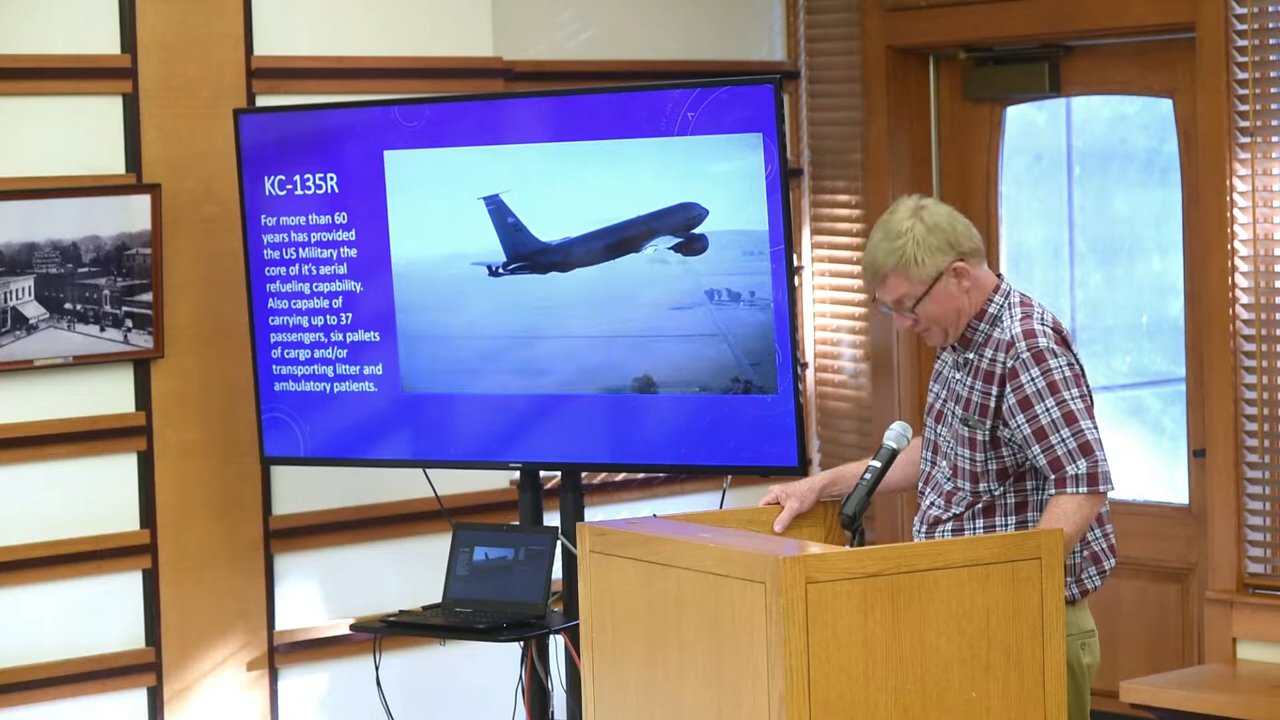 KC-135R
For more than 60
years has provided
the US Military the
core of it's aerial
refueling capability.
Also capable of
carrying up to 37
passengers, six pallets
of cargo and/or
transporting litter and
ambulatory patients.